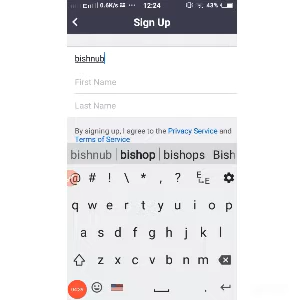 0.6K/s ... 12:24 43%
Sign Up
bishnub
First Name
Last Name
By signing up, I agree to the Privacy Service and
Terms of Service
bishnub bishop bishops Bish
@ # ! \ * , ?
q w e r t y u i o p
a s d f g h j k l
z x c v b n m
.